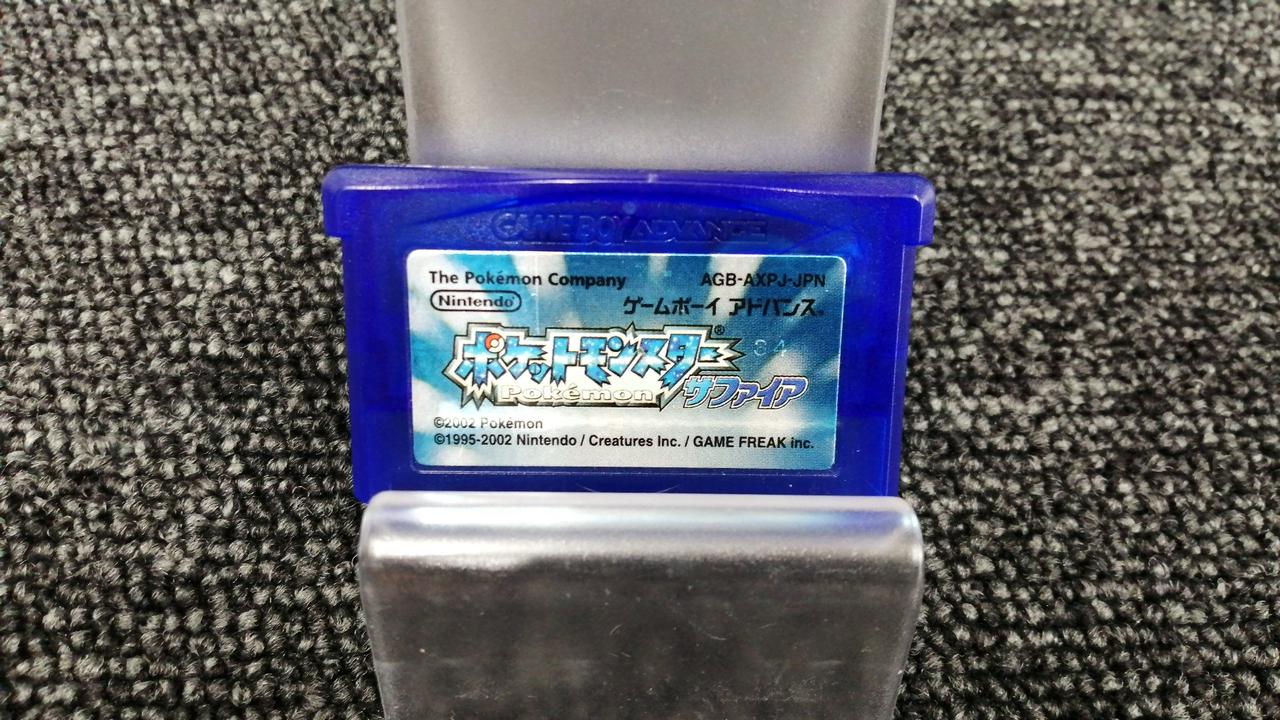 GAME BOY ADVANCE
The Pokémon Company AGB-AXPJ-JPN
Nintendo ゲームボーイ アドバンス®
ポケットモンスター®
34
Pokémon サファイア
©2002 Pokémon
©1995-2002 Nintendo / Creatures Inc. / GAME FREAK inc.